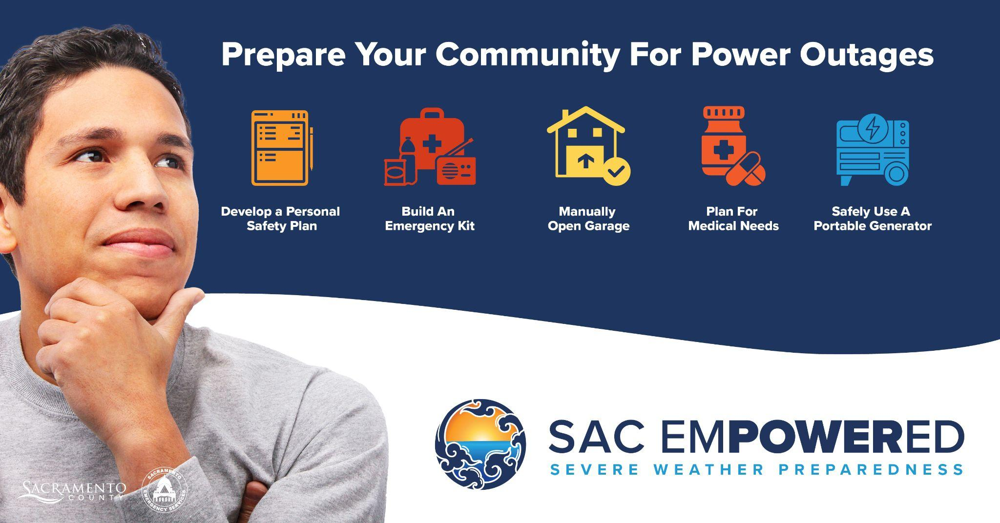 Prepare Your Community For Power Outages
Develop a Personal
Safety Plan
Build An
Emergency Kit
Manually
Open Garage
Plan For
Medical Needs
Safely Use A
Portable Generator
SAC EMPOWERED
SEVERE WEATHER PREPAREDNESS
SACRAMENTO
COUNTY
SACRAMENTO
EMERGENCY SERVICES